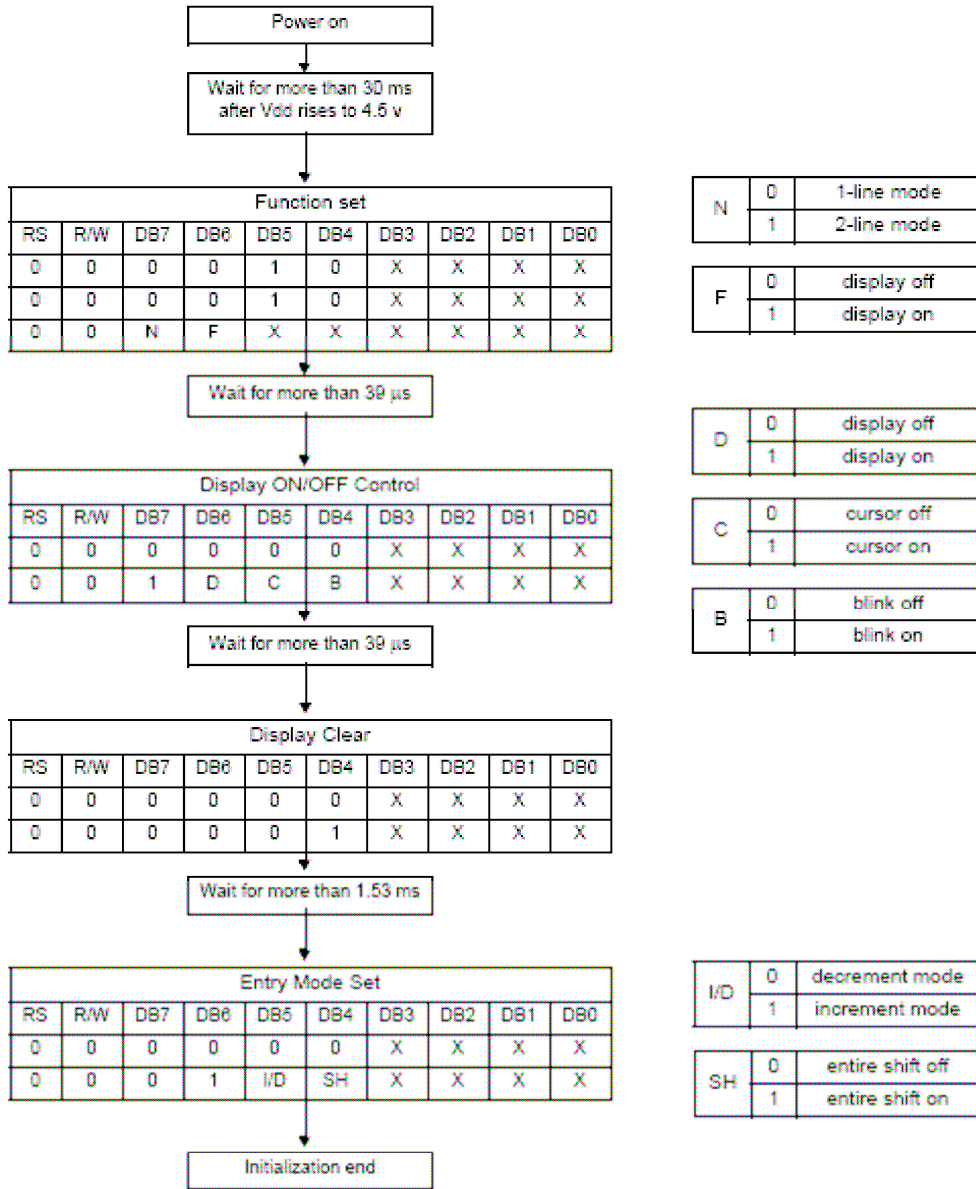 Power on
Wait for more than 30 ms
after Vdd rises to 4.5 v
Function set
RS R/W DB7 DB6 DB5 DB4 DB3 DB2 DB1 DB0
0 0 0 0 1 0 X X X X
0 0 0 0 1 0 X X X X
0 0 N F X X X X X X
N 0 1-line mode
1 2-line mode
F 0 display off
1 display on
Wait for more than 39 µs
Display ON/OFF Control
RS R/W DB7 DB6 DB5 DB4 DB3 DB2 DB1 DB0
0 0 0 0 0 0 X X X X
0 0 1 D C B X X X X
D 0 display off
1 display on
C 0 cursor off
1 cursor on
B 0 blink off
1 blink on
Wait for more than 39 µs
Display Clear
RS R/W DB7 DB6 DB5 DB4 DB3 DB2 DB1 DB0
0 0 0 0 0 0 X X X X
0 0 0 0 0 1 X X X X
Wait for more than 1.53 ms
Entry Mode Set
RS R/W DB7 DB6 DB5 DB4 DB3 DB2 DB1 DB0
0 0 0 0 0 0 X X X X
0 0 0 1 I/D SH X X X X
I/D 0 decrement mode
1 increment mode
SH 0 entire shift off
1 entire shift on
Initialization end